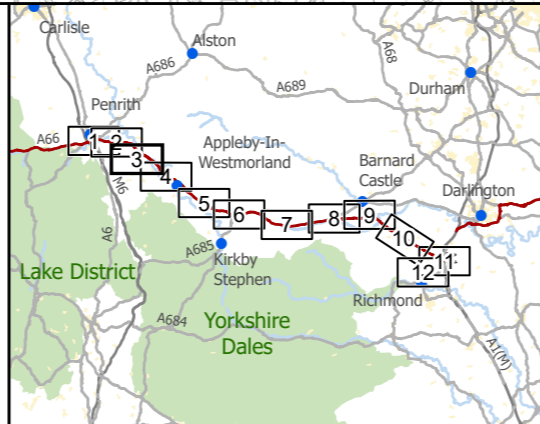 Carlisle
Alston
A68
A686
A689
Durham
Penrith
A66
1
2
3
Appleby-In-
Westmorland
Barnard
Castle
Darlington
M6
4
5
6
7
8
9
10
11
12
A6
A685
Kirkby
Stephen
Lake District
Richmond
A684
Yorkshire
Dales
A1(M)